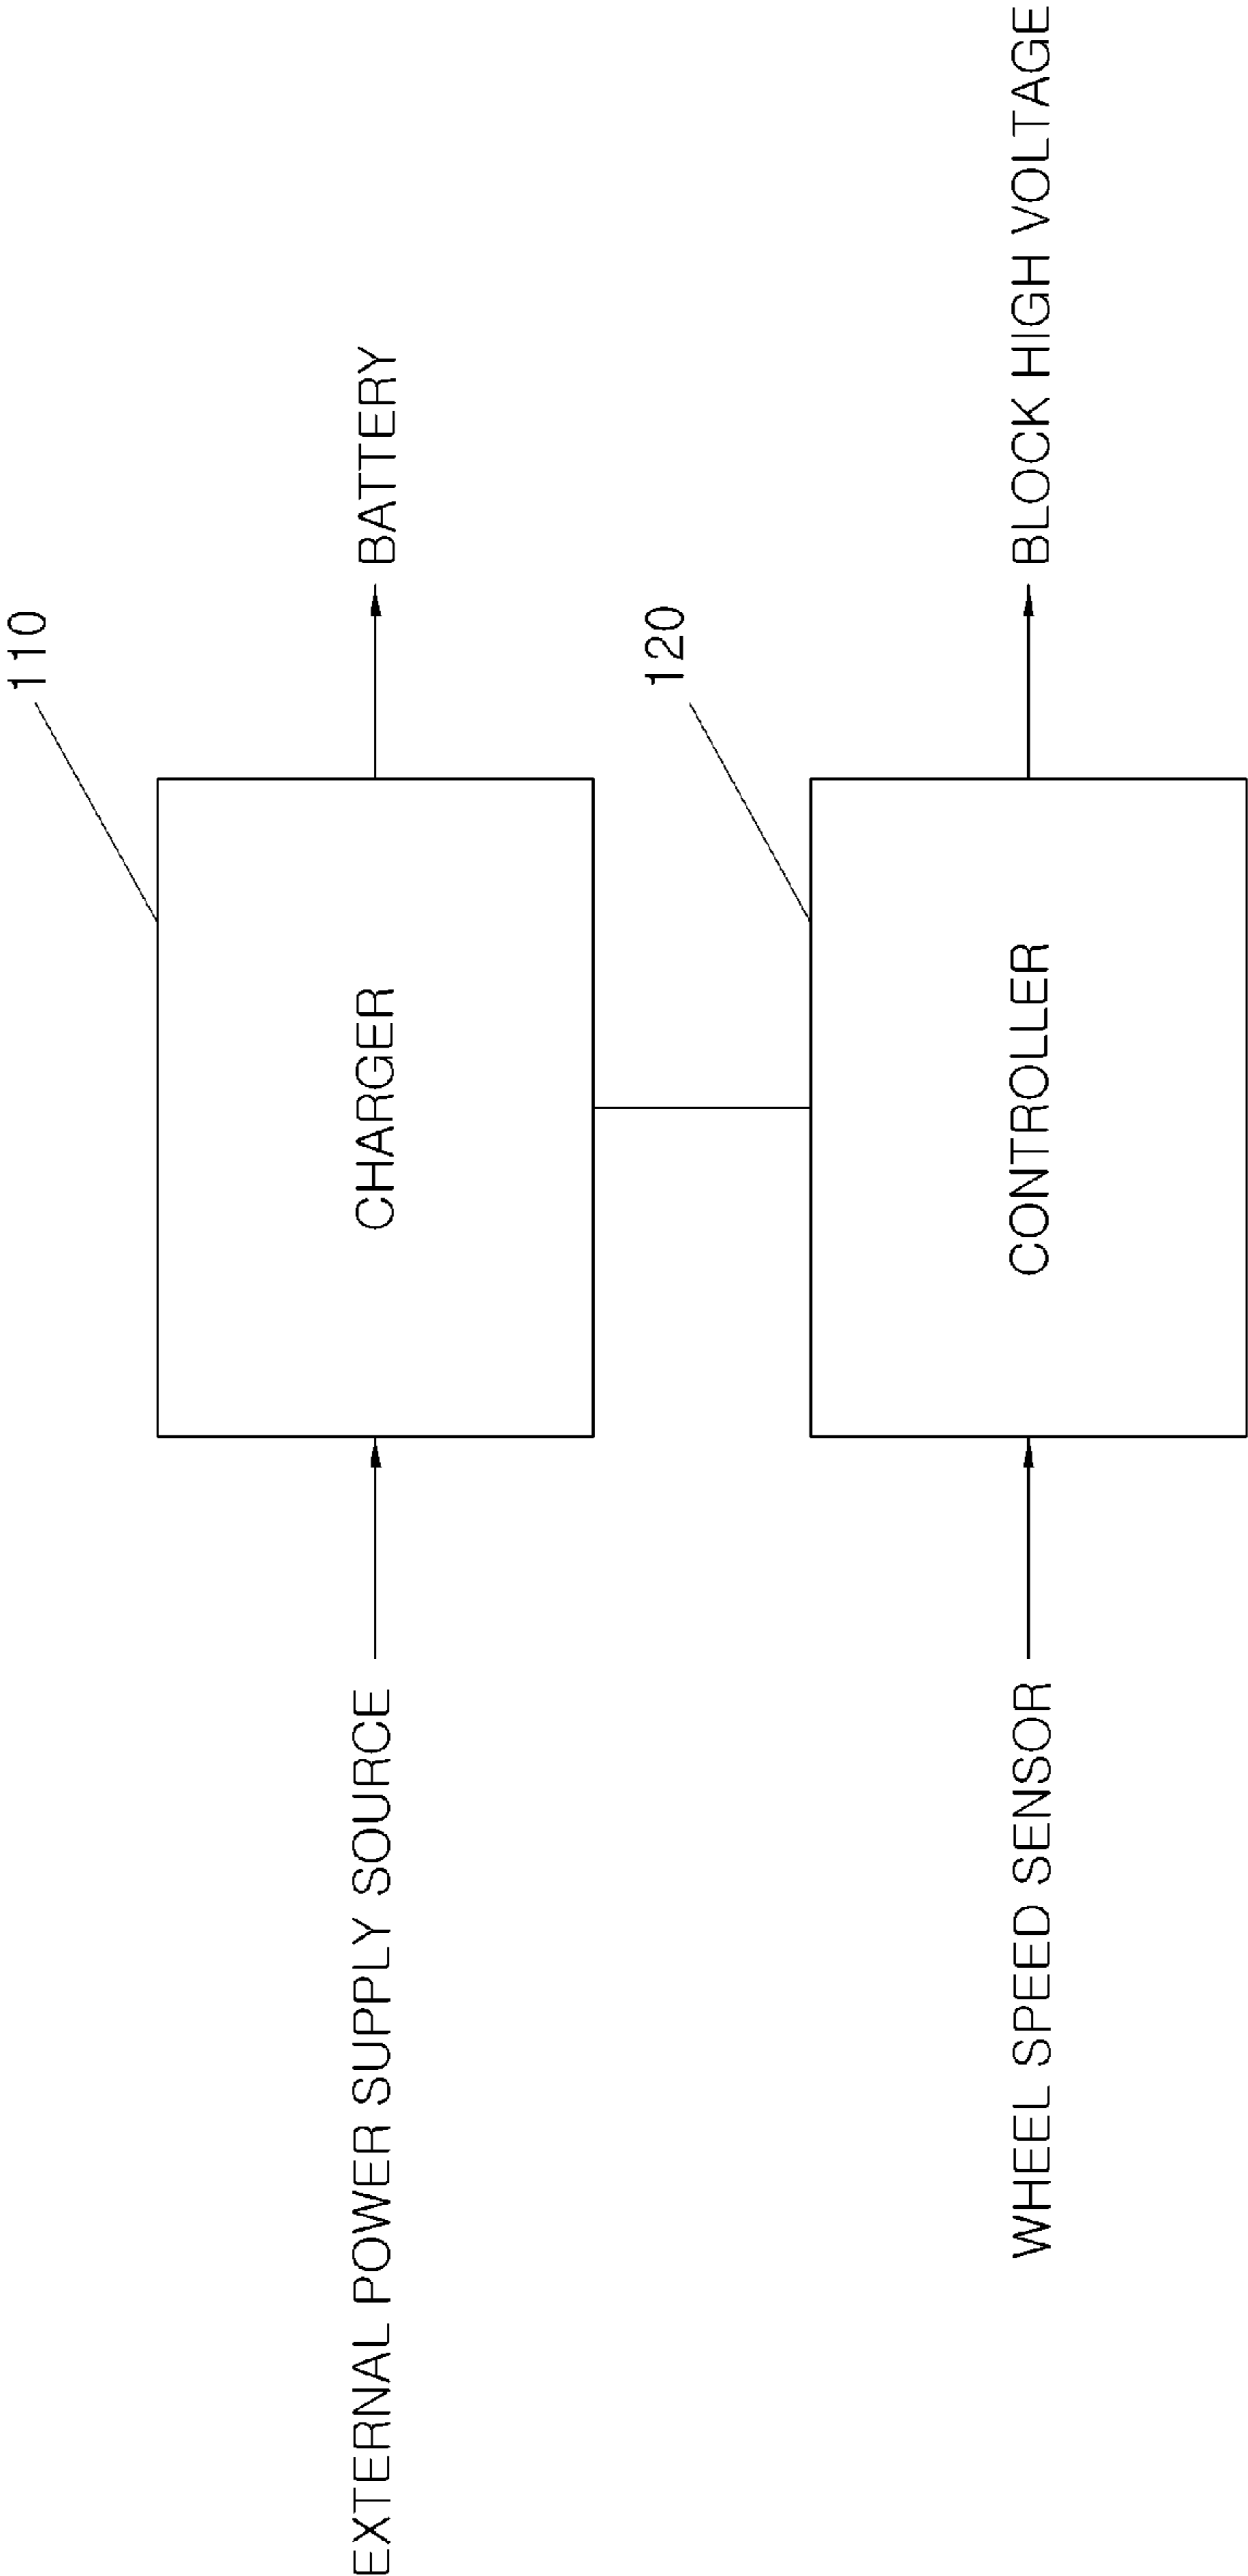 110
EXTERNAL POWER SUPPLY SOURCE
CHARGER
BATTERY
120
WHEEL SPEED SENSOR
CONTROLLER
BLOCK HIGH VOLTAGE